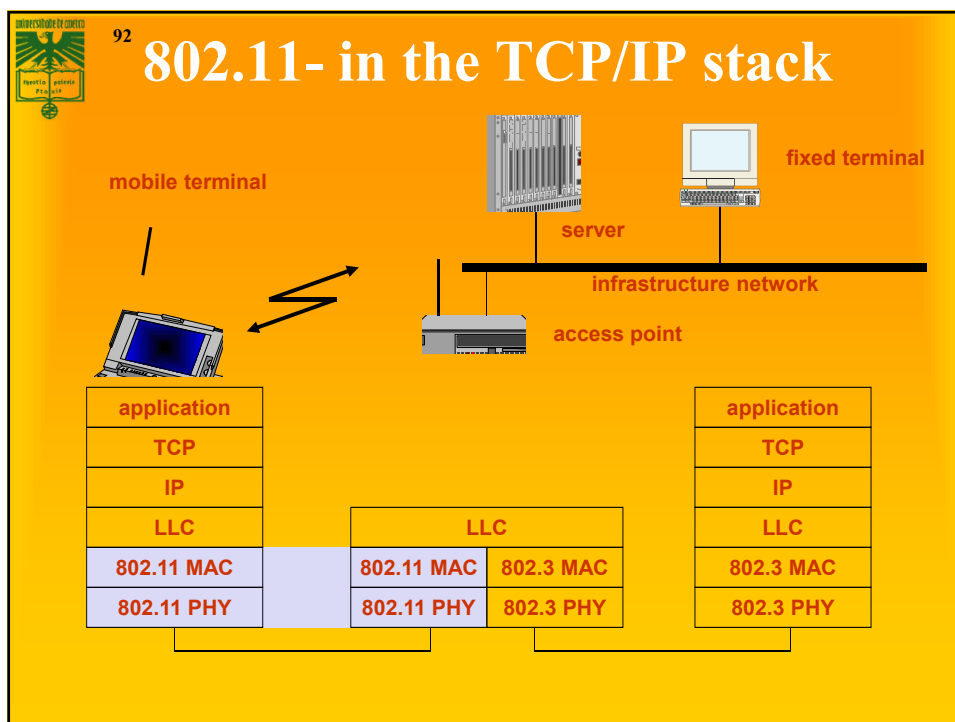 92
802.11- in the TCP/IP stack
mobile terminal
fixed terminal
server
infrastructure network
access point
application
TCP
IP
LLC
802.11 MAC
802.11 PHY
LLC
802.11 MAC 802.3 MAC
802.11 PHY 802.3 PHY
application
TCP
IP
LLC
802.3 MAC
802.3 PHY